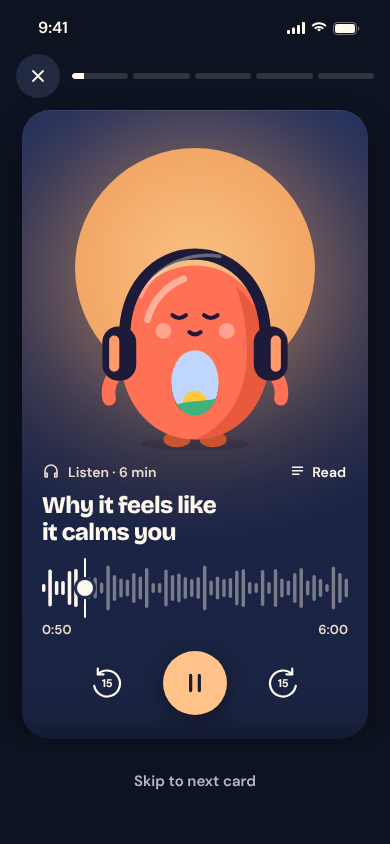 9:41
Listen · 6 min
Read
Why it feels like
it calms you
0:50
6:00
15
15
Skip to next card